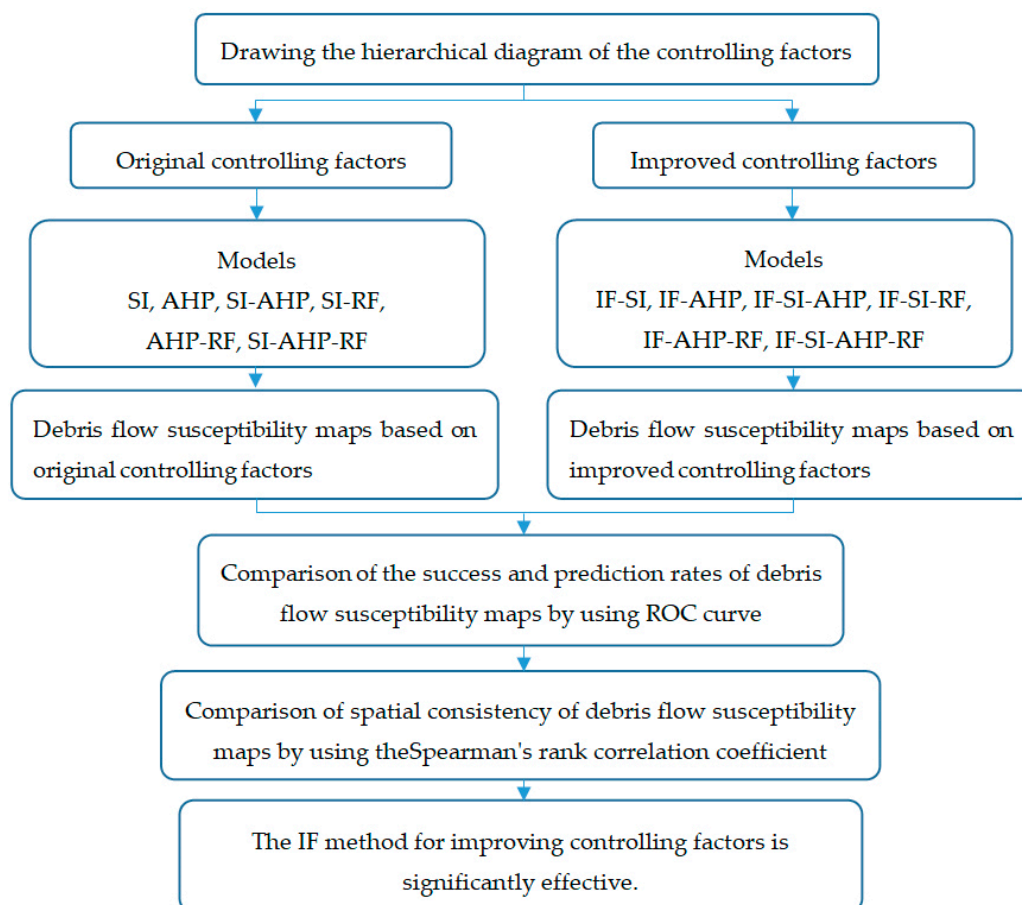 Drawing the hierarchical diagram of the controlling factors
Original controlling factors
Improved controlling factors
Models
SI, AHP, SI-AHP, SI-RF,
AHP-RF, SI-AHP-RF
Models
IF-SI, IF-AHP, IF-SI-AHP, IF-SI-RF,
IF-AHP-RF, IF-SI-AHP-RF
Debris flow susceptibility maps based on
original controlling factors
Debris flow susceptibility maps based on
improved controlling factors
Comparison of the success and prediction rates of debris
flow susceptibility maps by using ROC curve
Comparison of spatial consistency of debris flow susceptibility
maps by using theSpearman's rank correlation coefficient
The IF method for improving controlling factors is
significantly effective.